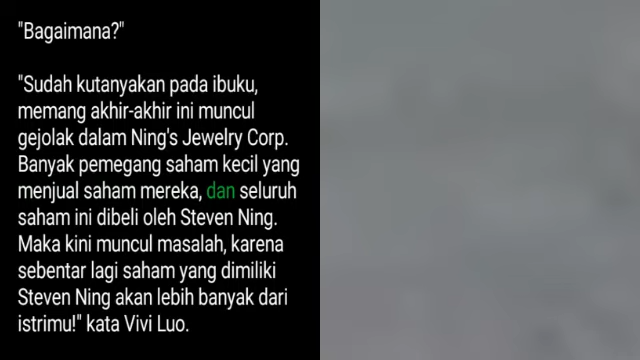 "Bagaimana?"
"Sudah kutanyakan pada ibuku,
memang akhir-akhir ini muncul
gejolak dalam Ning's Jewelry Corp.
Banyak pemegang saham kecil yang
menjual saham mereka, dan seluruh
saham ini dibeli oleh Steven Ning.
Maka kini muncul masalah, karena
sebentar lagi saham yang dimiliki
Steven Ning akan lebih banyak dari
istrimu!" kata Vivi Luo.